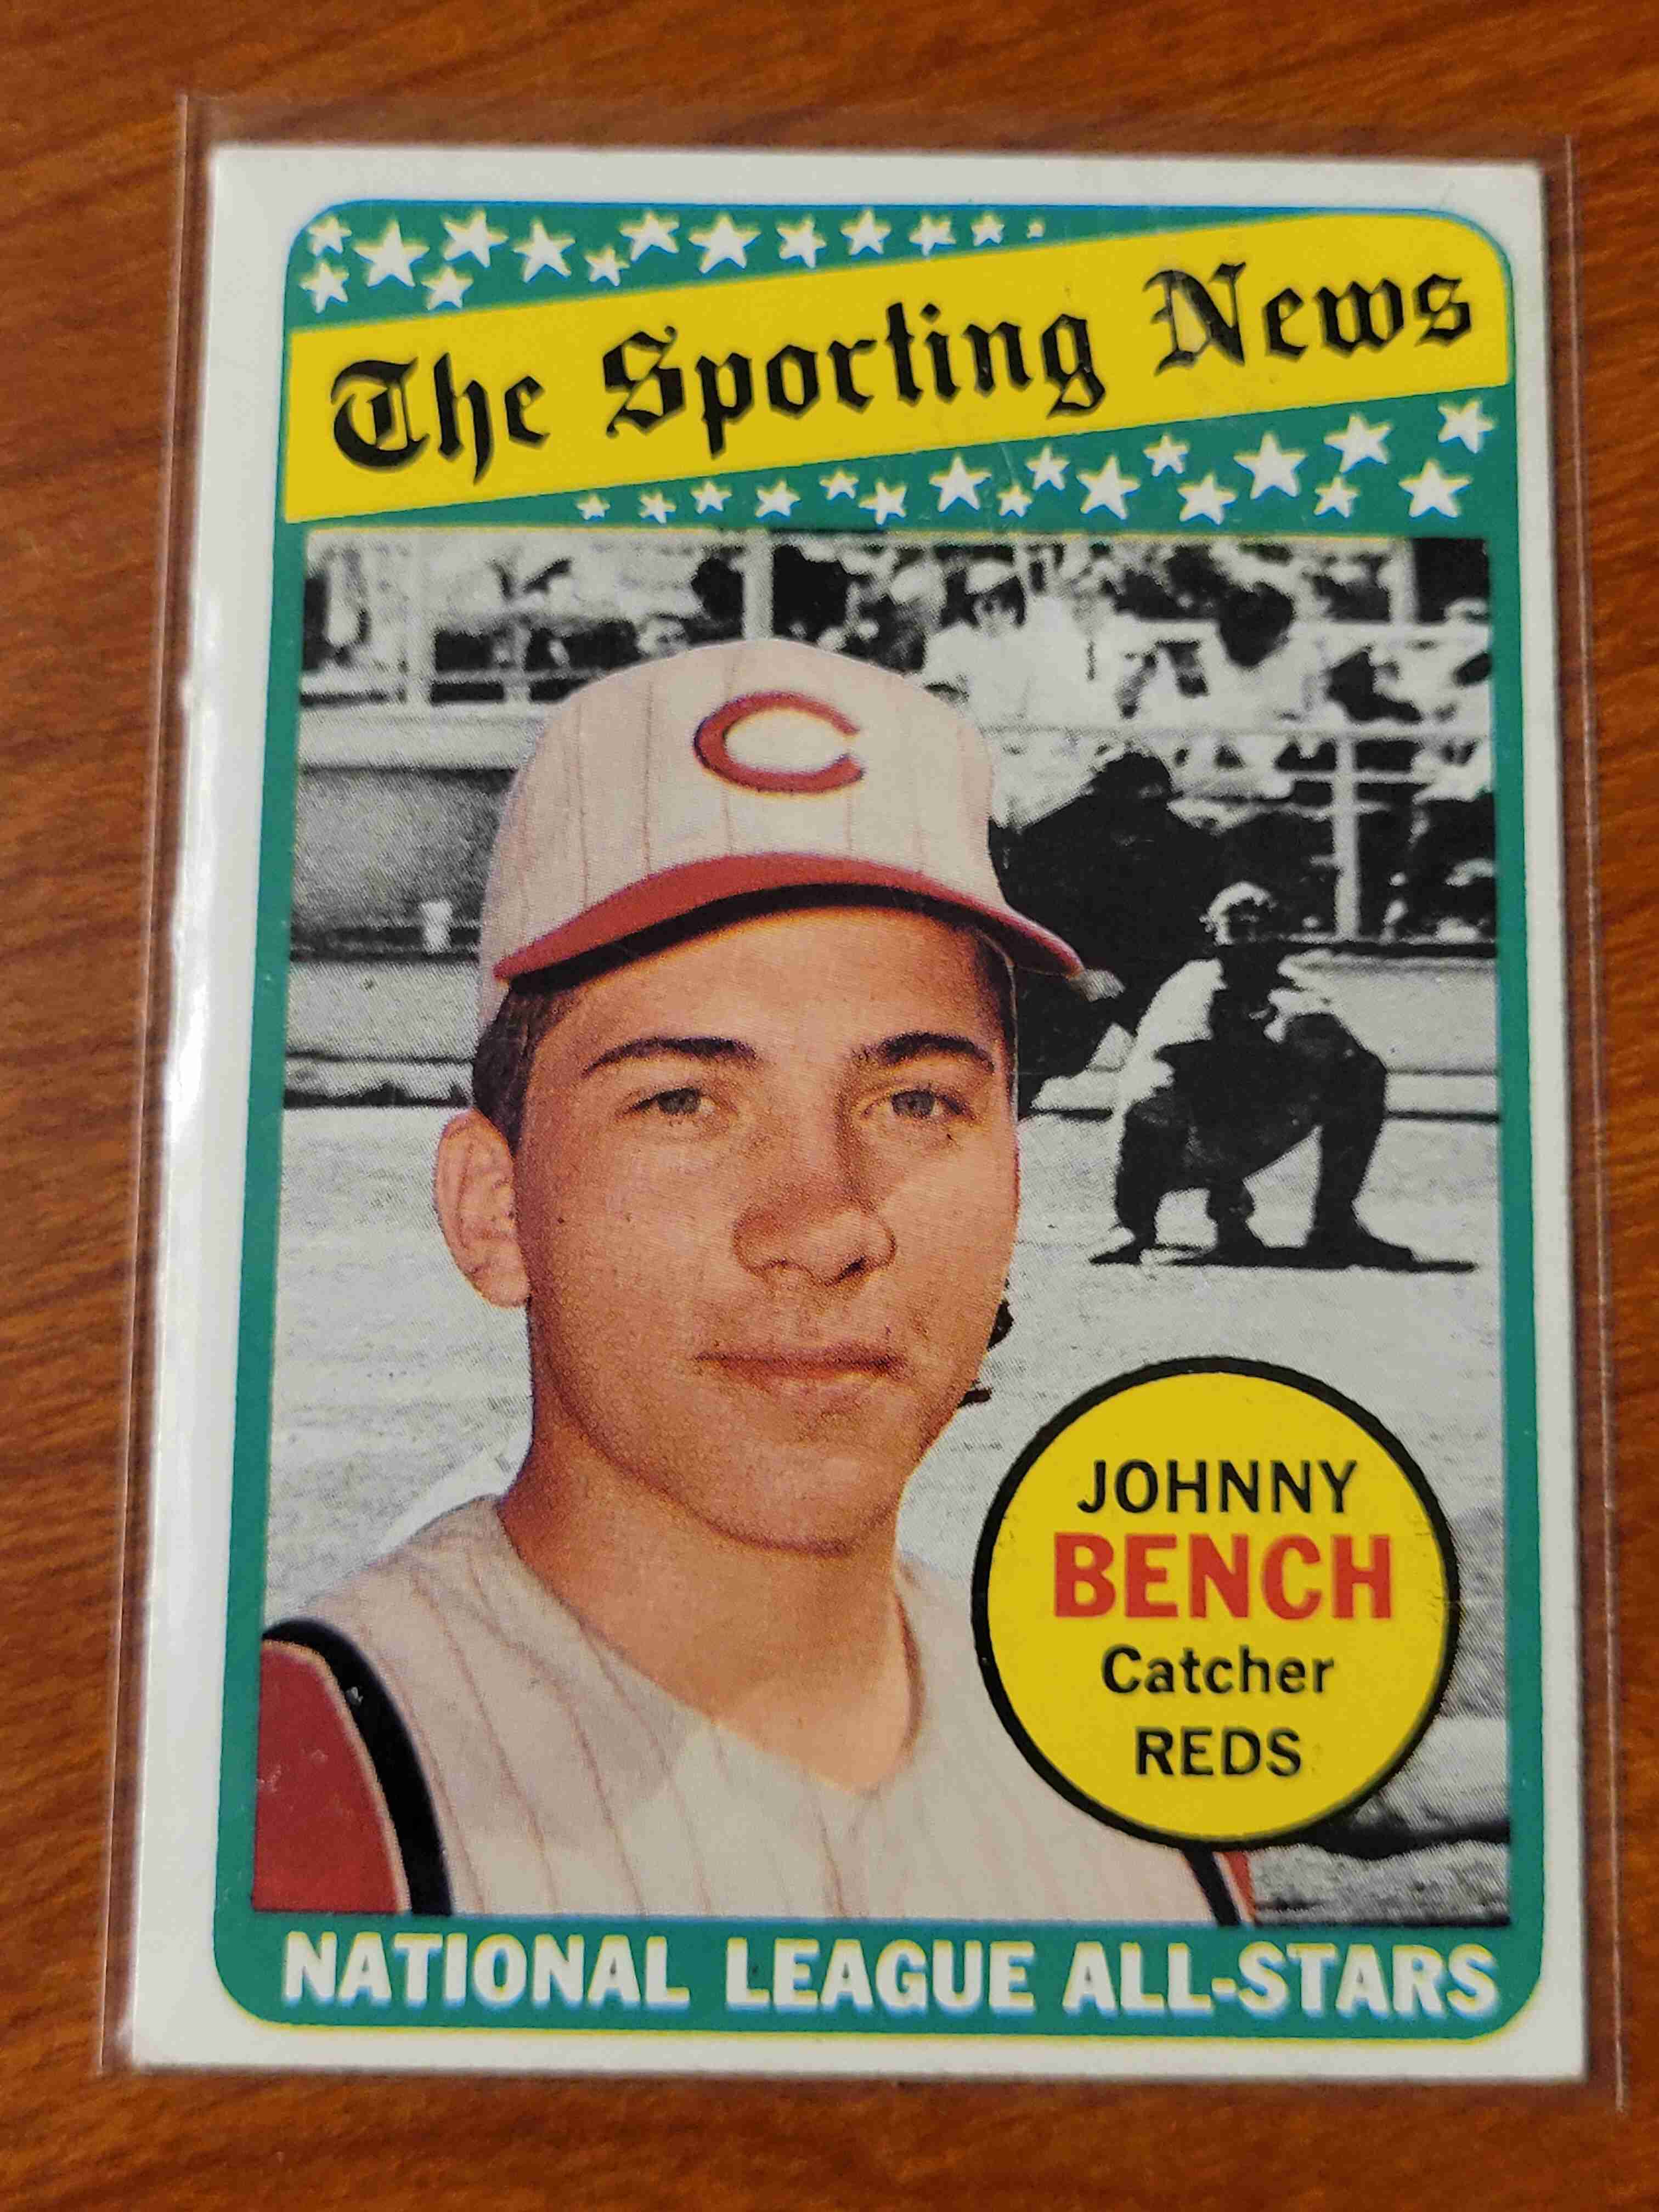 The Sporting News
C
JOHNNY
BENCH
Catcher
REDS
NATIONAL LEAGUE ALL-STARS